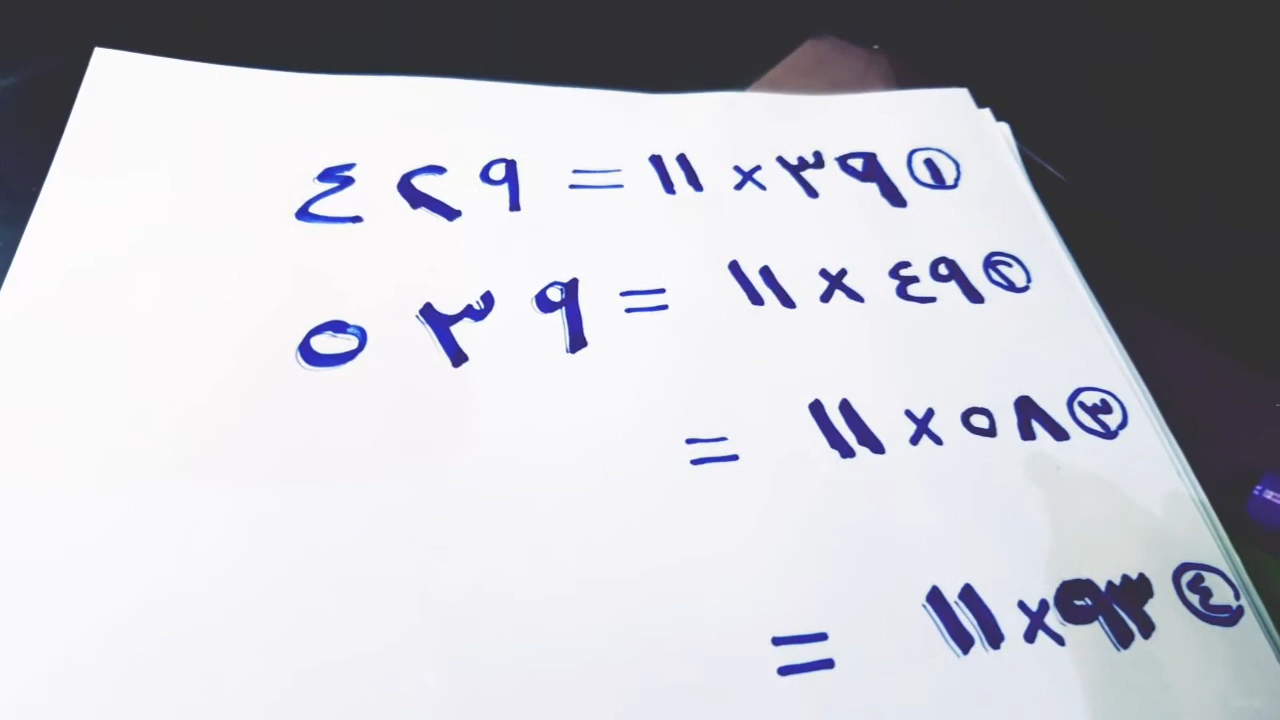 ① ٣٩ × ١١ = ٤٢٩
② ٤٩ × ١١ = ٥٣٩
③ ٥٨ × ١١ =
④ ٩٣ × ١١ =